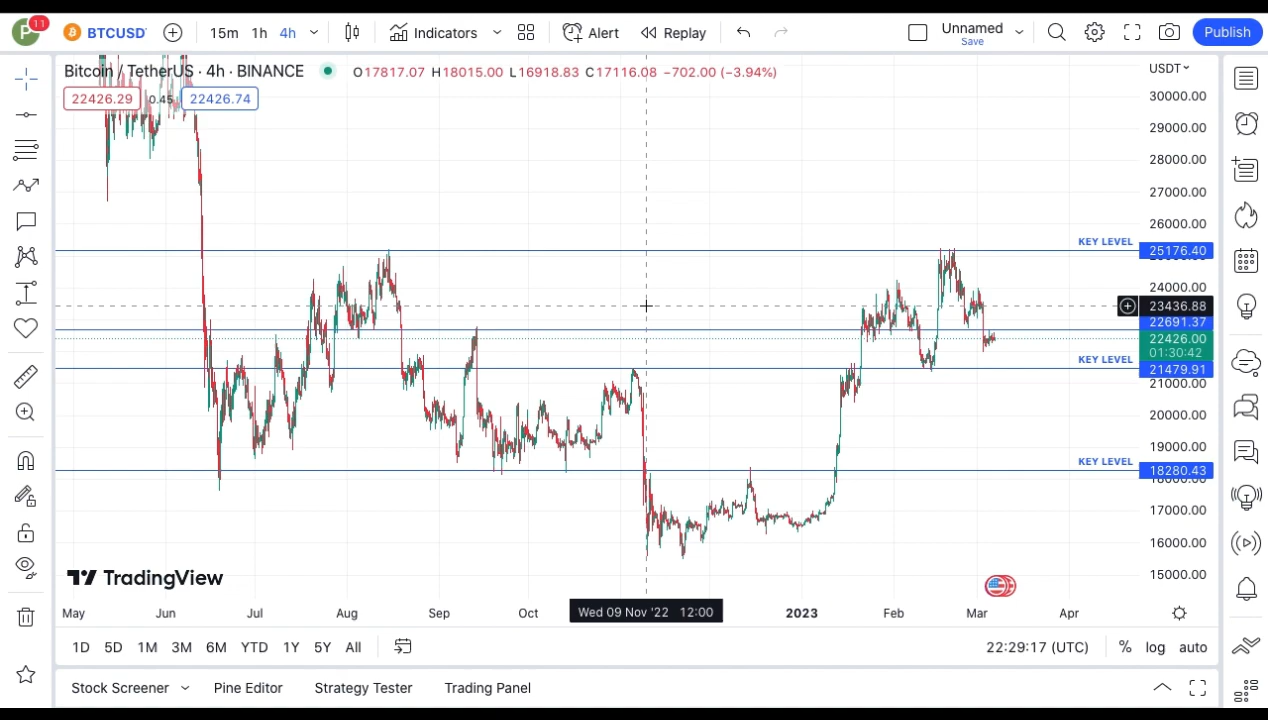 P 11 BTCUSD 15m 1h 4h Indicators Alert Replay Unnamed Save Publish
Bitcoin / TetherUS · 4h · BINANCE O17817.07 H18015.00 L16918.83 C17116.08 −702.00 (−3.94%) USDT
22426.29 0.45 22426.74
30000.00
29000.00
28000.00
27000.00
26000.00
KEY LEVEL 25176.40
24000.00
23436.88
22691.37
22426.00
01:30:42
KEY LEVEL 21479.91
21000.00
20000.00
19000.00
KEY LEVEL 18280.43
17000.00
16000.00
15000.00
TradingView
May Jun Jul Aug Sep Oct Wed 09 Nov '22 12:00 2023 Feb Mar Apr
1D 5D 1M 3M 6M YTD 1Y 5Y All 22:29:17 (UTC) % log auto
Stock Screener Pine Editor Strategy Tester Trading Panel